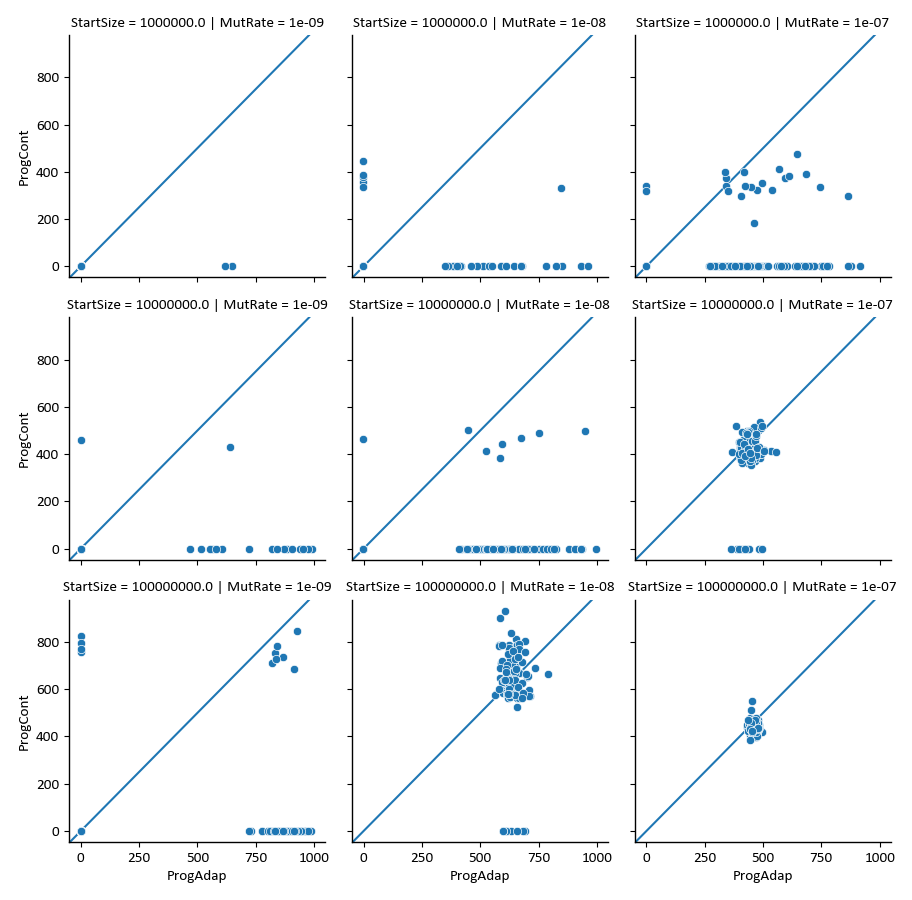 StartSize = 1000000.0 | MutRate = 1e-09
StartSize = 1000000.0 | MutRate = 1e-08
StartSize = 1000000.0 | MutRate = 1e-07
800
600
400
200
0
ProgCont
StartSize = 10000000.0 | MutRate = 1e-09
StartSize = 10000000.0 | MutRate = 1e-08
StartSize = 10000000.0 | MutRate = 1e-07
800
600
400
200
0
ProgCont
StartSize = 100000000.0 | MutRate = 1e-09
StartSize = 100000000.0 | MutRate = 1e-08
StartSize = 100000000.0 | MutRate = 1e-07
800
600
400
200
0
ProgCont
0 250 500 750 1000
0 250 500 750 1000
0 250 500 750 1000
ProgAdap
ProgAdap
ProgAdap